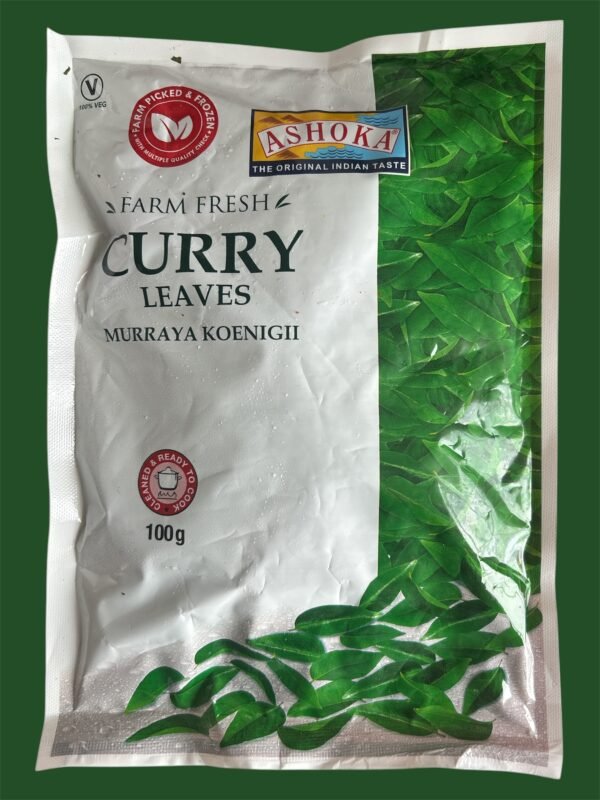 V
100% VEG
FARM PICKED & FROZEN
WITH MULTIPLE QUALITY CHECK
ASHOKA®
THE ORIGINAL INDIAN TASTE
FARM FRESH
CURRY
LEAVES
MURRAYA KOENIGII
CLEANED & READY TO COOK
100g